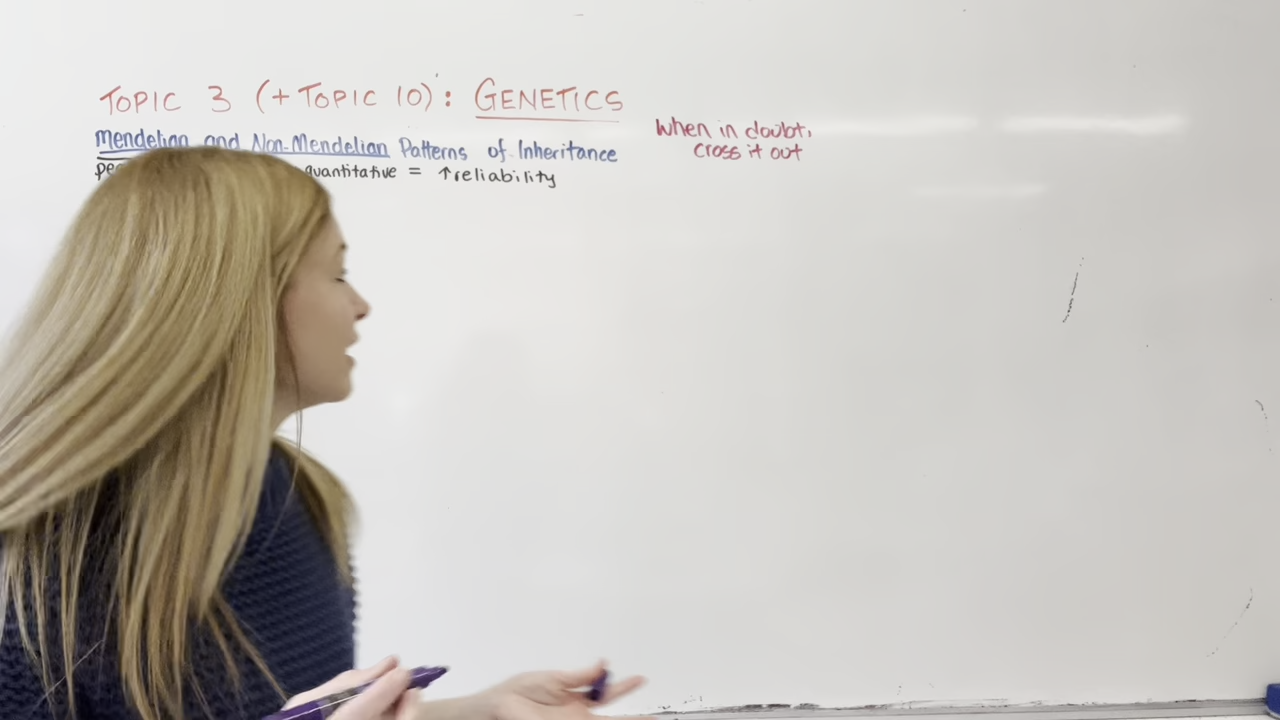 TOPIC 3 (+ TOPIC 10): GENETICS
Mendelian and Non-Mendelian Patterns of Inheritance
quantitative = ↑reliability
When in doubt,
cross it out